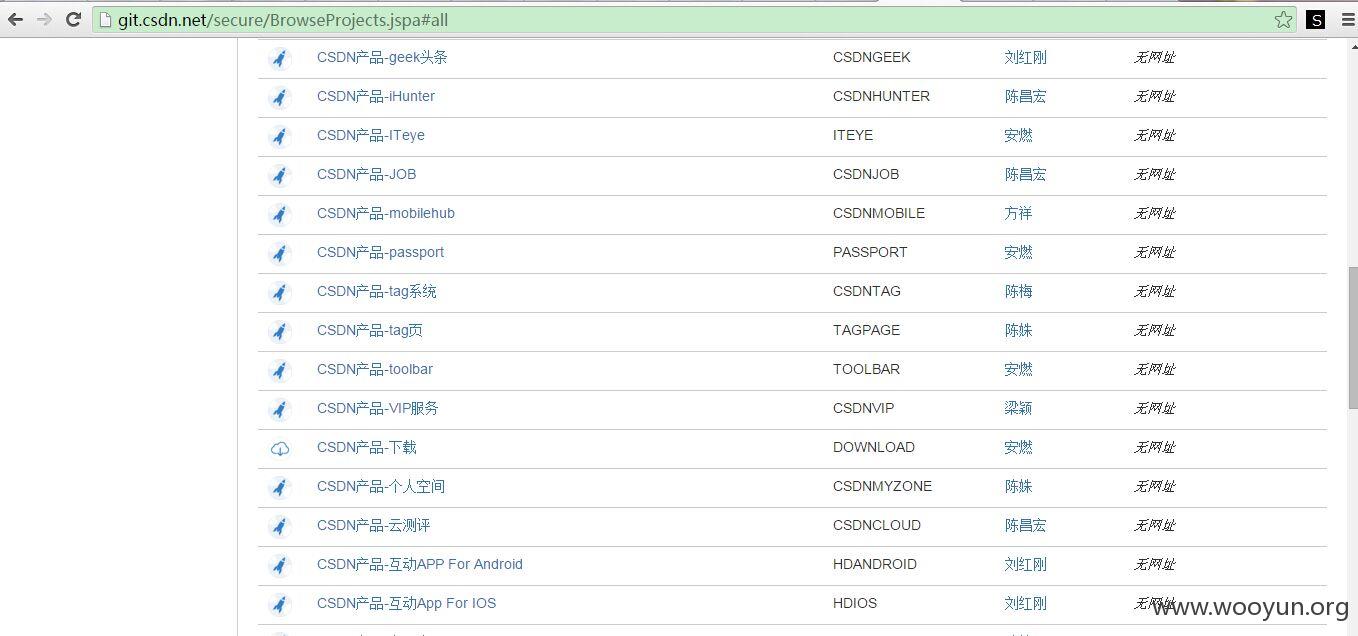 git.csdn.net/secure/BrowseProjects.jspa#all
CSDN产品-geek头条 CSDNGEEK 刘红刚 无网址
CSDN产品-iHunter CSDNHUNTER 陈昌宏 无网址
CSDN产品-ITeye ITEYE 安燃 无网址
CSDN产品-JOB CSDNJOB 陈昌宏 无网址
CSDN产品-mobilehub CSDNMOBILE 方祥 无网址
CSDN产品-passport PASSPORT 安燃 无网址
CSDN产品-tag系统 CSDNTAG 陈梅 无网址
CSDN产品-tag页 TAGPAGE 陈姝 无网址
CSDN产品-toolbar TOOLBAR 安燃 无网址
CSDN产品-VIP服务 CSDNVIP 梁颖 无网址
CSDN产品-下载 DOWNLOAD 安燃 无网址
CSDN产品-个人空间 CSDNMYZONE 陈姝 无网址
CSDN产品-云测评 CSDNCLOUD 陈昌宏 无网址
CSDN产品-互动APP For Android HDANDROID 刘红刚 无网址
CSDN产品-互动App For IOS HDIOS 刘红刚 无网址
www.wooyun.org